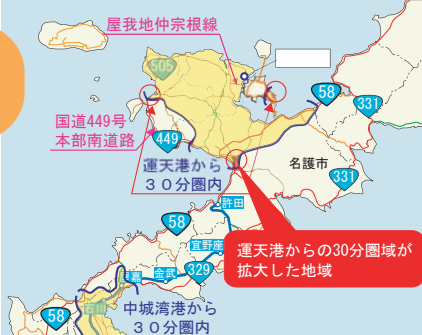 屋我地仲宗根線
505
58
331
国道449号
本部南道路
449
運天港から
30分圏内
名護市
331
許田
58
宜野座
運天港からの30分圏域が
拡大した地域
金武
329
中城湾港から
30分圏内
58